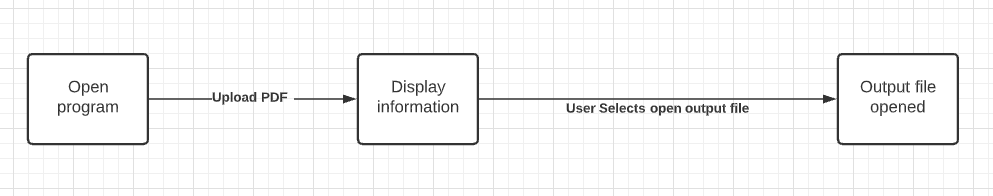 Open
program
Upload PDF
Display
information
User Selects open output file
Output file
opened